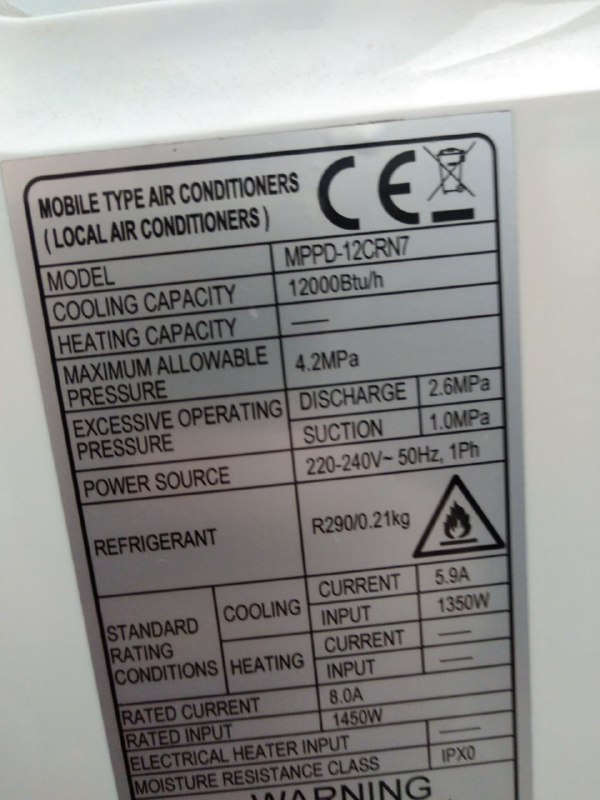 MOBILE TYPE AIR CONDITIONERS
( LOCAL AIR CONDITIONERS )
CE
MODEL MPPD-12CRN7
COOLING CAPACITY 12000Btu/h
HEATING CAPACITY —
MAXIMUM ALLOWABLE
PRESSURE 4.2MPa
EXCESSIVE OPERATING
PRESSURE
DISCHARGE 2.6MPa
SUCTION 1.0MPa
POWER SOURCE 220-240V~ 50Hz, 1Ph
REFRIGERANT R290/0.21kg
STANDARD
RATING
CONDITIONS
COOLING
CURRENT 5.9A
INPUT 1350W
HEATING
CURRENT —
INPUT —
RATED CURRENT 8.0A
RATED INPUT 1450W
ELECTRICAL HEATER INPUT —
MOISTURE RESISTANCE CLASS IPX0
WARNING